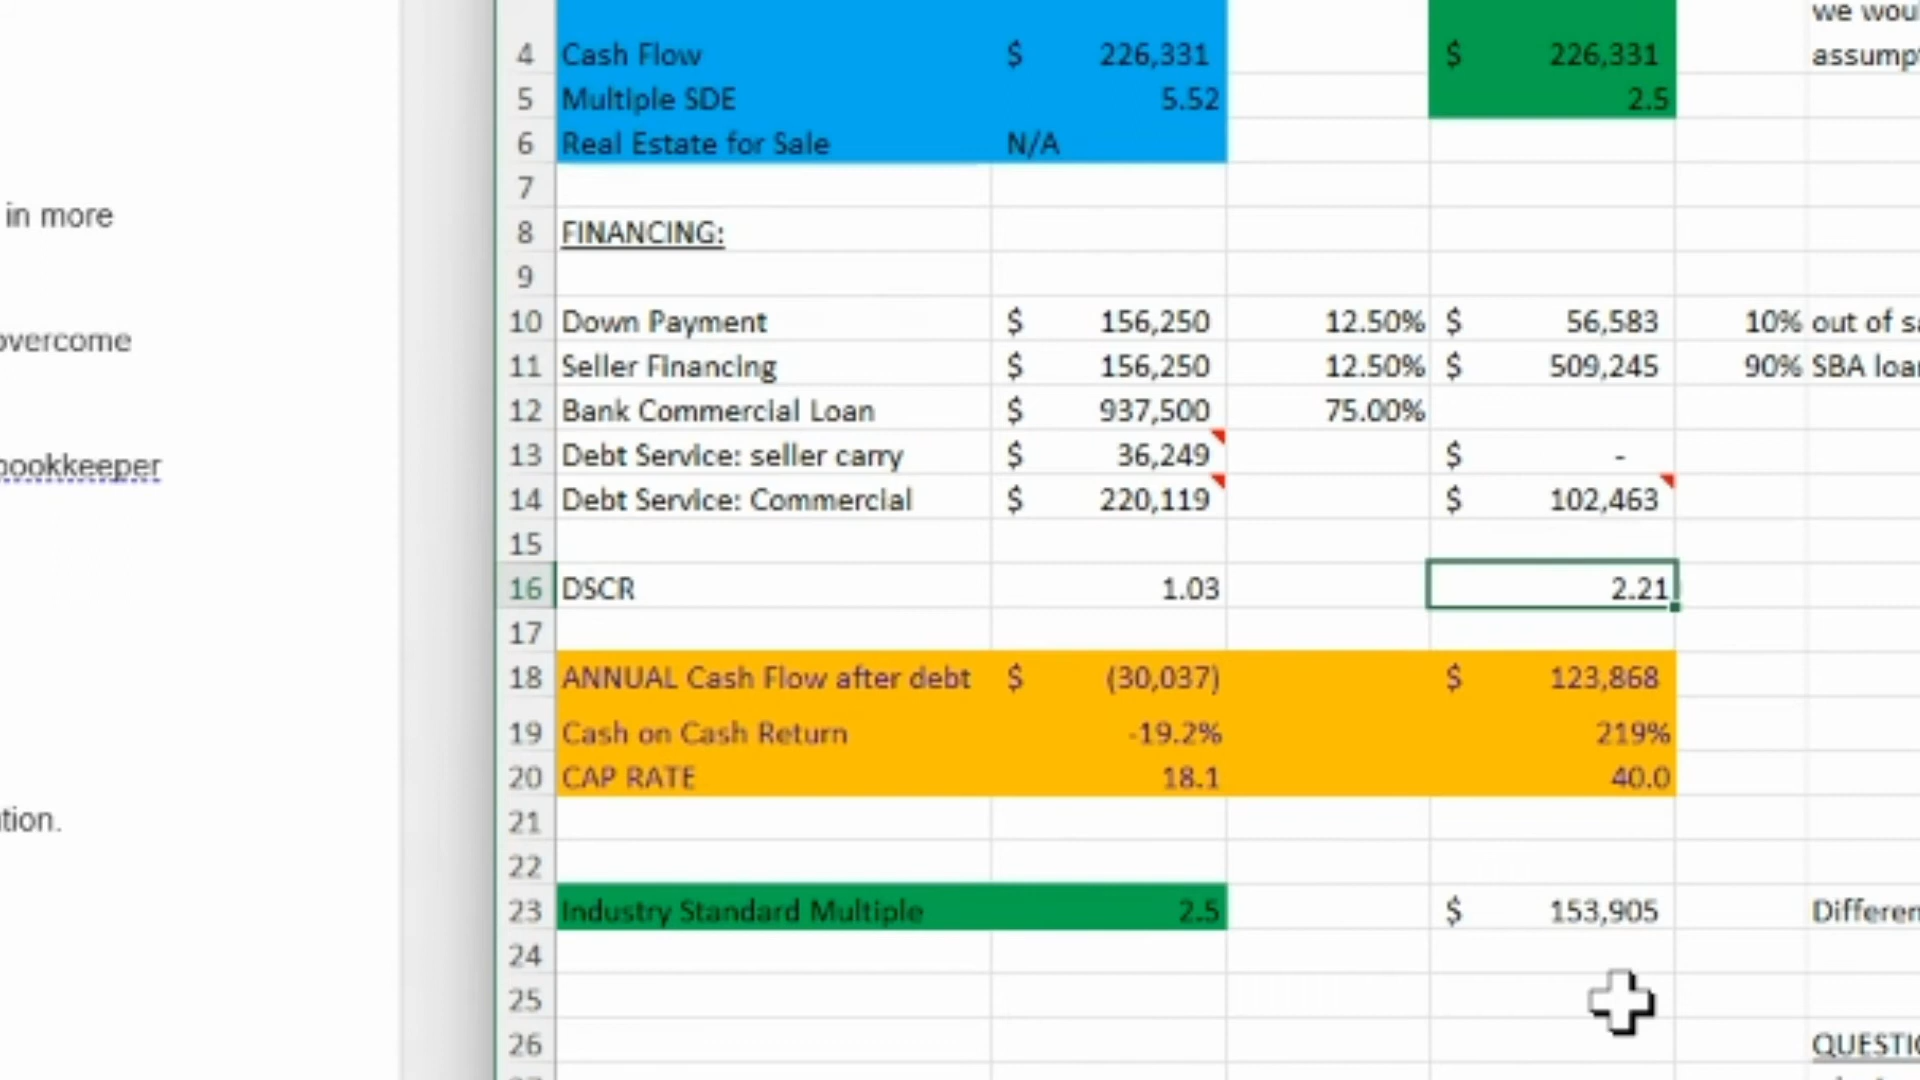 in more
overcome
bookkeeper
tion.
we
4 Cash Flow $ 226,331 $ 226,331
5 Multiple SDE 5.52 2.5
6 Real Estate for Sale N/A
7
8 FINANCING:
9
10 Down Payment $ 156,250 12.50% $ 56,583 10% out of
11 Seller Financing $ 156,250 12.50% $ 509,245 90% SBA
12 Bank Commercial Loan $ 937,500 75.00%
13 Debt Service: seller carry $ 36,249 $ -
14 Debt Service: Commercial $ 220,119 $ 102,463
15
16 DSCR 1.03 2.21
17
18 ANNUAL Cash Flow after debt $ (30,037) $ 123,868
19 Cash on Cash Return -19.2% 219%
20 CAP RATE 18.1 40.0
21
22
23 Industry Standard Multiple 2.5 $ 153,905
24
25
26